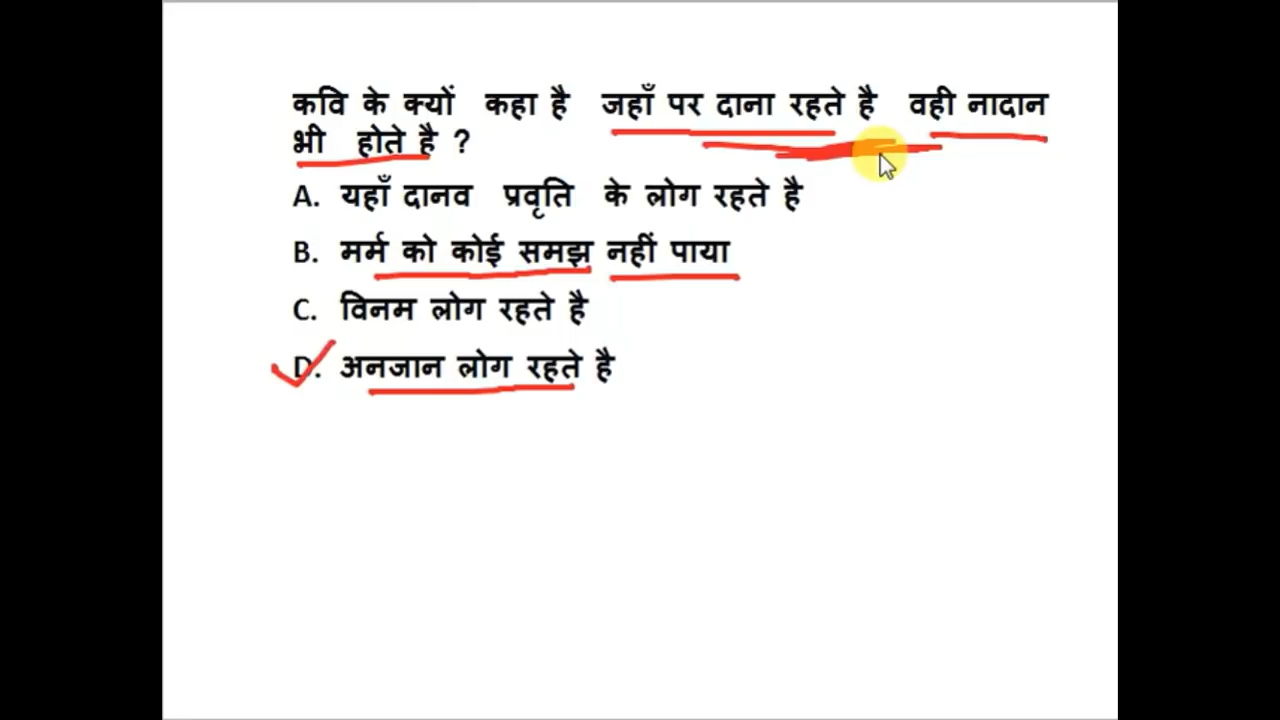 कवि के क्यों कहा है जहाँ पर दाना रहते है वही नादान
भी होते है ?
A. यहाँ दानव प्रवृति के लोग रहते है
B. मर्म को कोई समझ नहीं पाया
C. विनम लोग रहते है
D. अनजान लोग रहते है